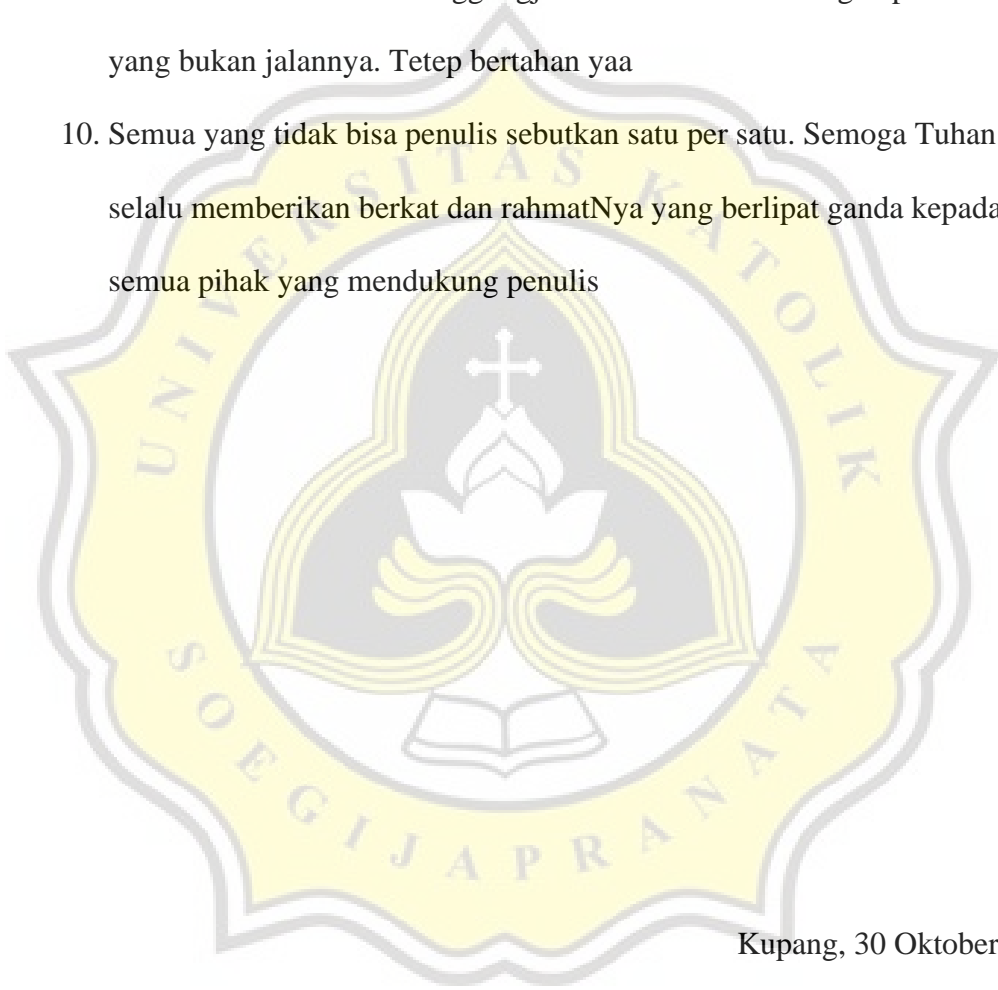 yang bukan jalannya. Tetep bertahan yaa
10. Semua yang tidak bisa penulis sebutkan satu per satu. Semoga Tuhan
selalu memberikan berkat dan rahmatNya yang berlipat ganda kepada
semua pihak yang mendukung penulis
UNIVERSITAS KATOLIK
SOEGIJAPRANATA
Kupang, 30 Oktober